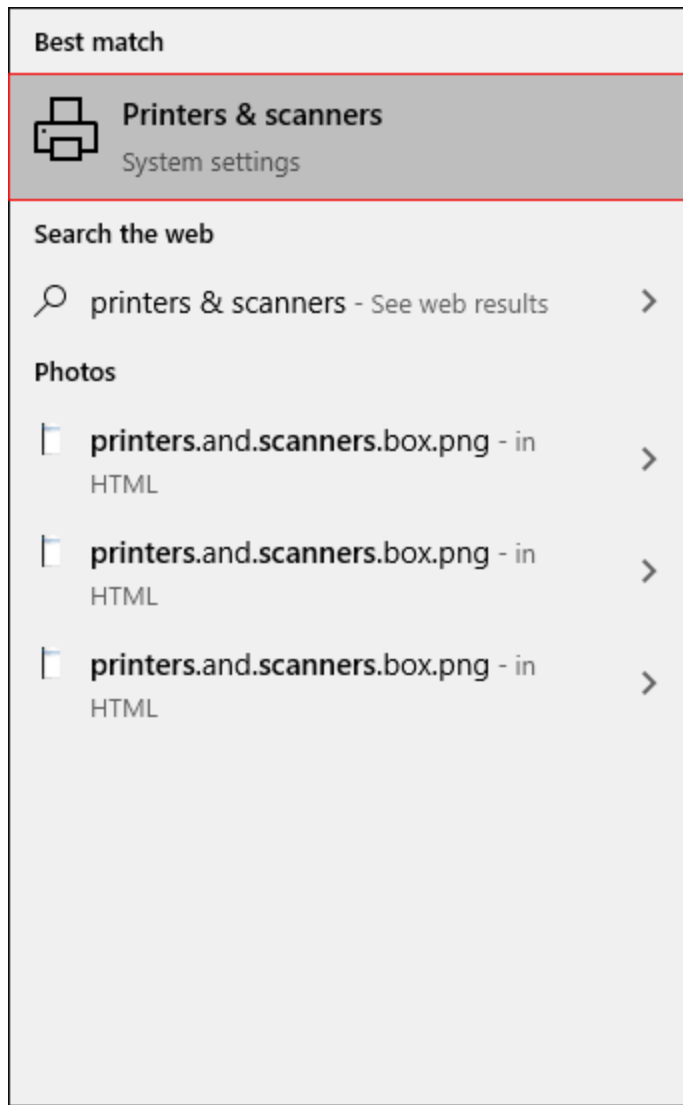 Best match
Printers & scanners
System settings
Search the web
printers & scanners - See web results
Photos
printers.and.scanners.box.png - in
HTML
printers.and.scanners.box.png - in
HTML
printers.and.scanners.box.png - in
HTML